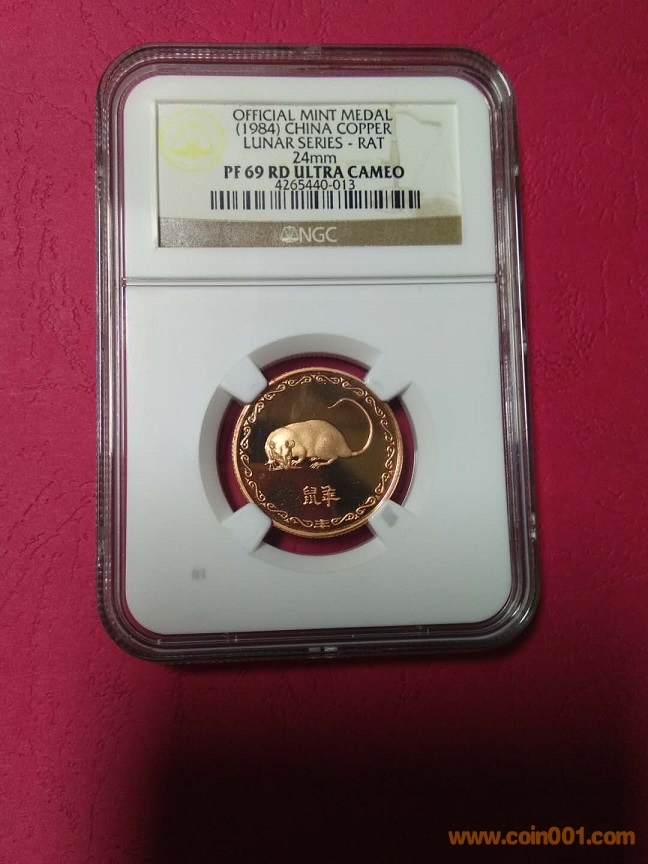 OFFICIAL MINT MEDAL
(1984) CHINA COPPER
LUNAR SERIES - RAT
24mm
PF 69 RD ULTRA CAMEO
4265440-013
NGC
鼠年
www.coin001.com